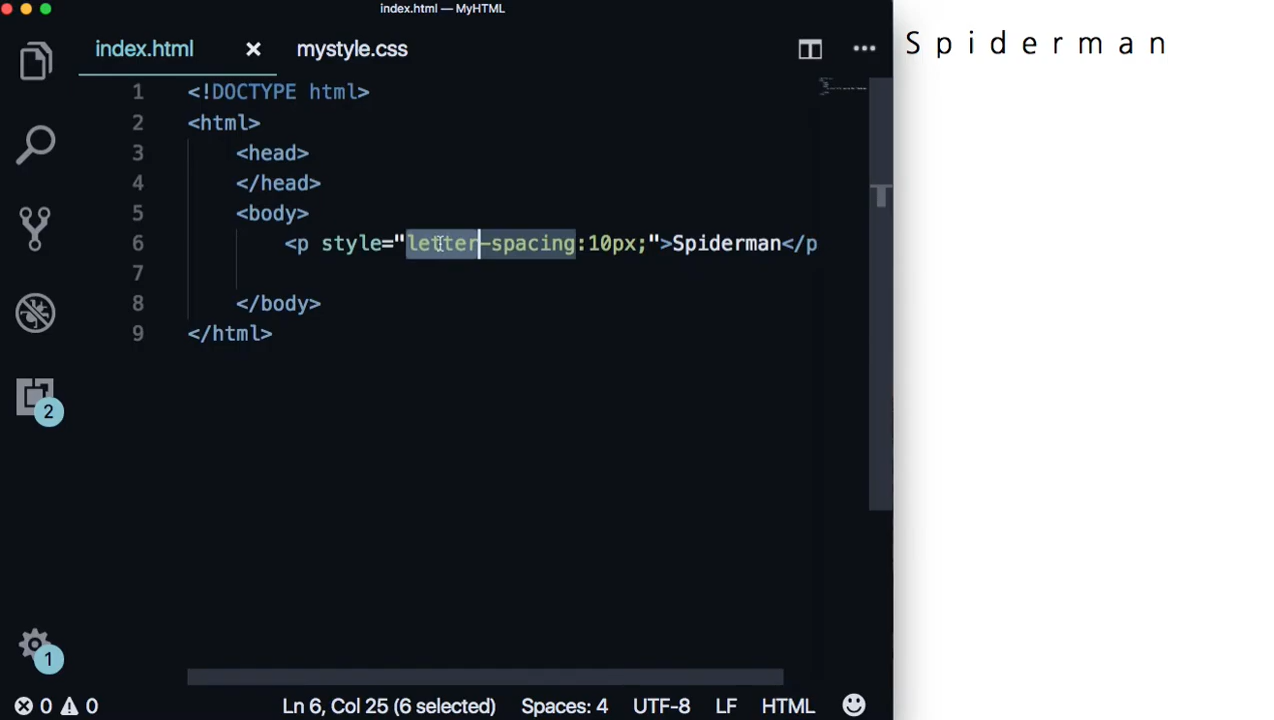 index.html — MyHTML
index.html
mystyle.css
1 <!DOCTYPE html>
2 <html>
3 <head>
4 </head>
5 <body>
6 <p style="letter-spacing:10px;">Spiderman</p
7
8 </body>
9 </html>
2
1
0 0 Ln 6, Col 25 (6 selected) Spaces: 4 UTF-8 LF HTML
Spiderman